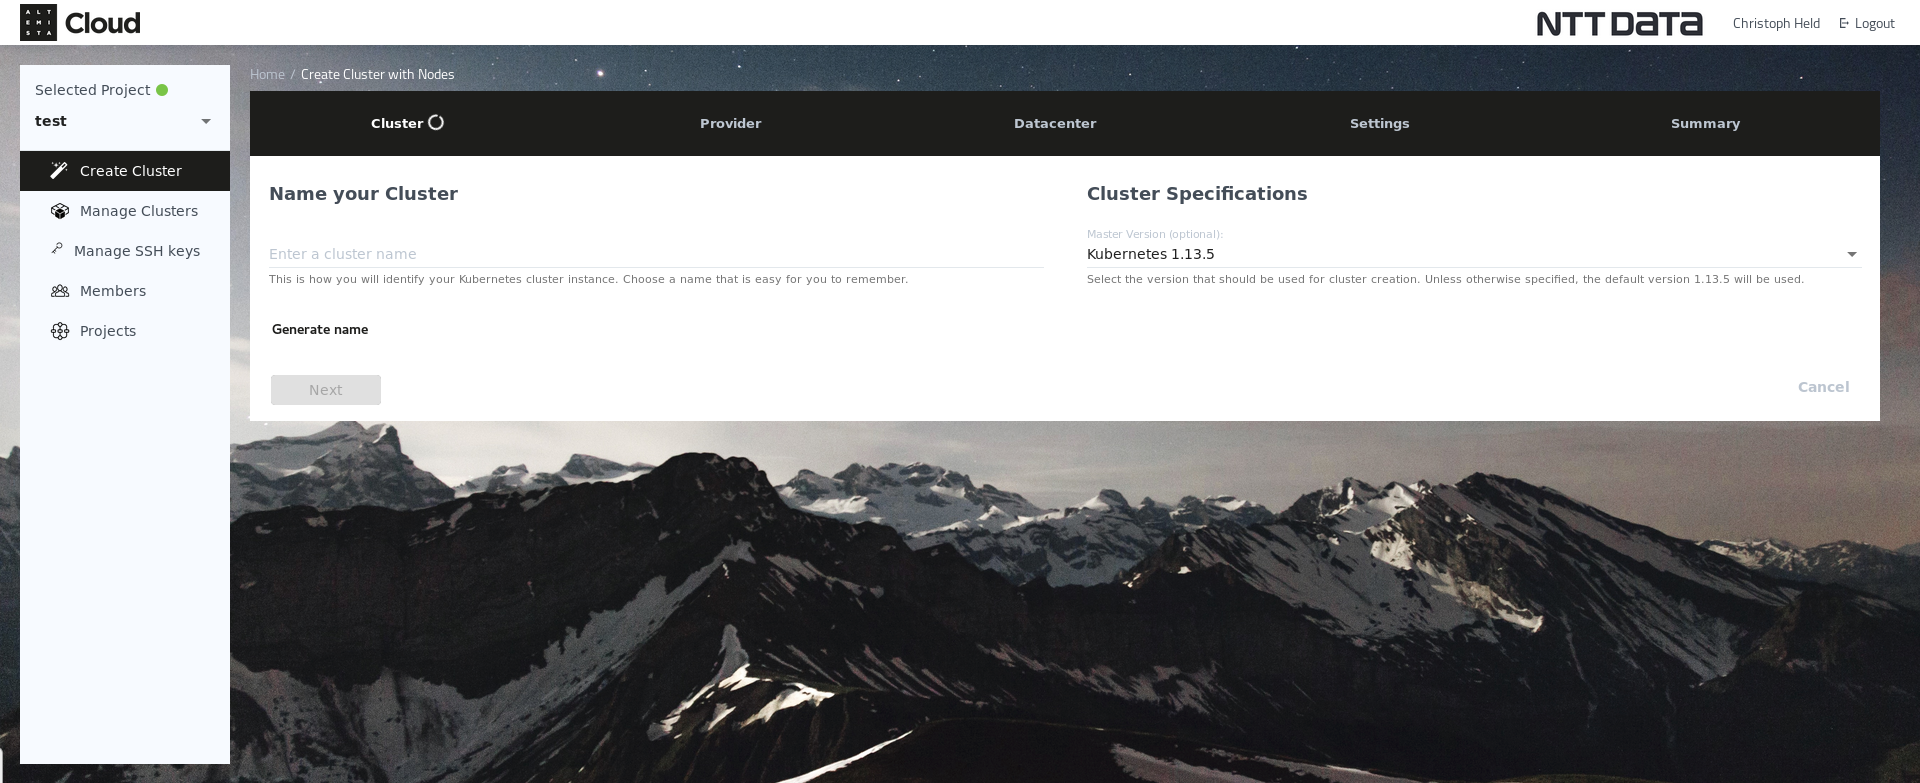 ALT
EMI
STA
Cloud
NTT DATA
Christoph Held
Logout
Selected Project
test
Create Cluster
Manage Clusters
Manage SSH keys
Members
Projects
Home / Create Cluster with Nodes
Cluster
Provider
Datacenter
Settings
Summary
Name your Cluster
Enter a cluster name
This is how you will identify your Kubernetes cluster instance. Choose a name that is easy for you to remember.
Generate name
Next
Cluster Specifications
Master Version (optional):
Kubernetes 1.13.5
Select the version that should be used for cluster creation. Unless otherwise specified, the default version 1.13.5 will be used.
Cancel